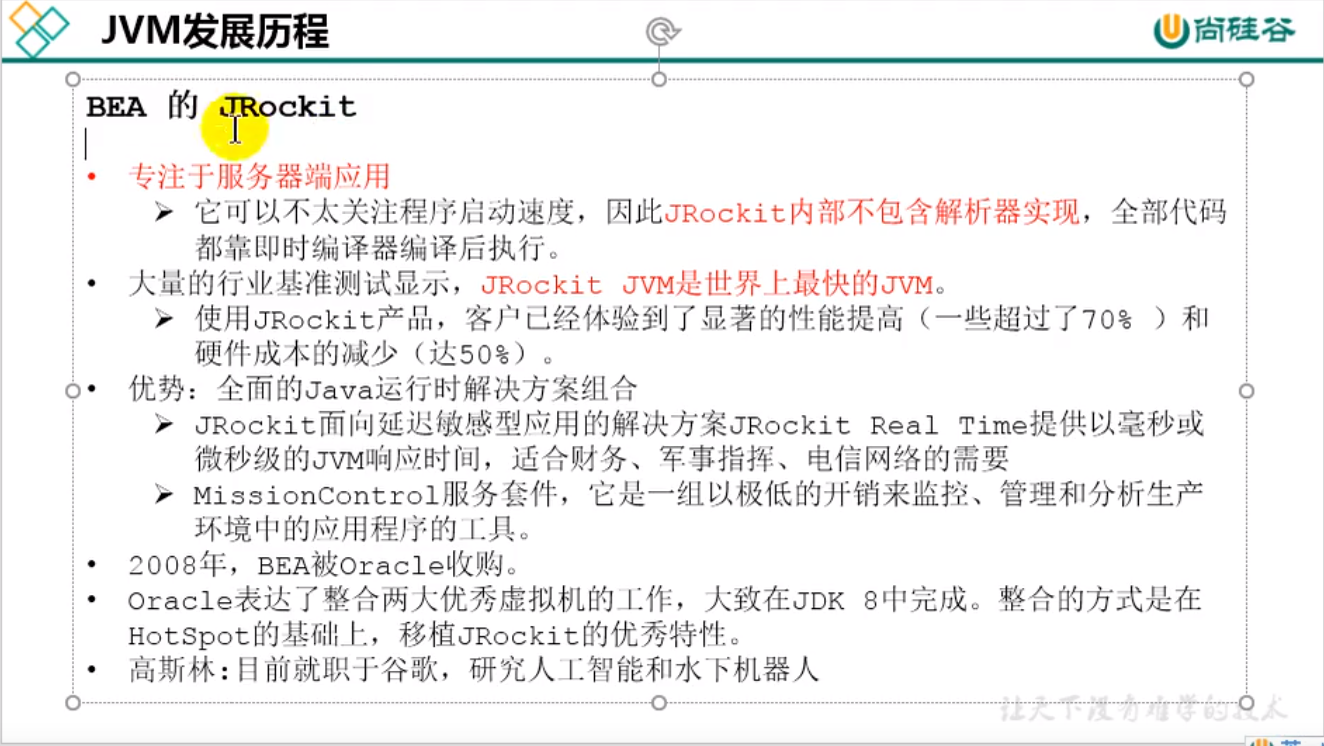 JVM发展历程
尚硅谷
BEA 的 JRockit
• 专注于服务器端应用
➢ 它可以不太关注程序启动速度，因此JRockit内部不包含解析器实现，全部代码
都靠即时编译器编译后执行。
• 大量的行业基准测试显示，JRockit JVM是世界上最快的JVM。
➢ 使用JRockit产品，客户已经体验到了显著的性能提高（一些超过了70% ）和
硬件成本的减少（达50%）。
• 优势：全面的Java运行时解决方案组合
➢ JRockit面向延迟敏感型应用的解决方案JRockit Real Time提供以毫秒或
微秒级的JVM响应时间，适合财务、军事指挥、电信网络的需要
➢ MissionControl服务套件，它是一组以极低的开销来监控、管理和分析生产
环境中的应用程序的工具。
• 2008年，BEA被Oracle收购。
• Oracle表达了整合两大优秀虚拟机的工作，大致在JDK 8中完成。整合的方式是在
HotSpot的基础上，移植JRockit的优秀特性。
• 高斯林:目前就职于谷歌，研究人工智能和水下机器人
让天下没有难学的技术